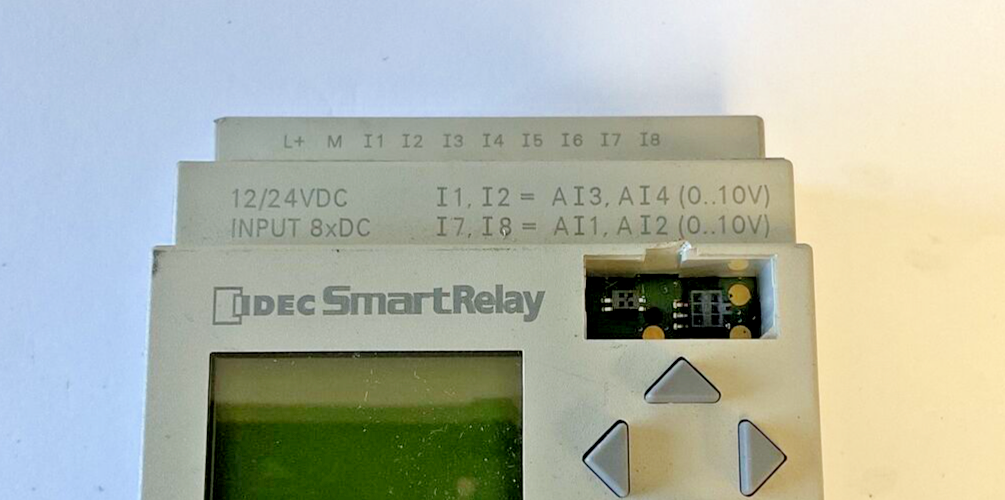 L+ M I1 I2 I3 I4 I5 I6 I7 I8
12/24VDC I1, I2 = AI3, AI4 (0..10V)
INPUT 8xDC I7, I8 = AI1, AI2 (0..10V)
IDEC SmartRelay